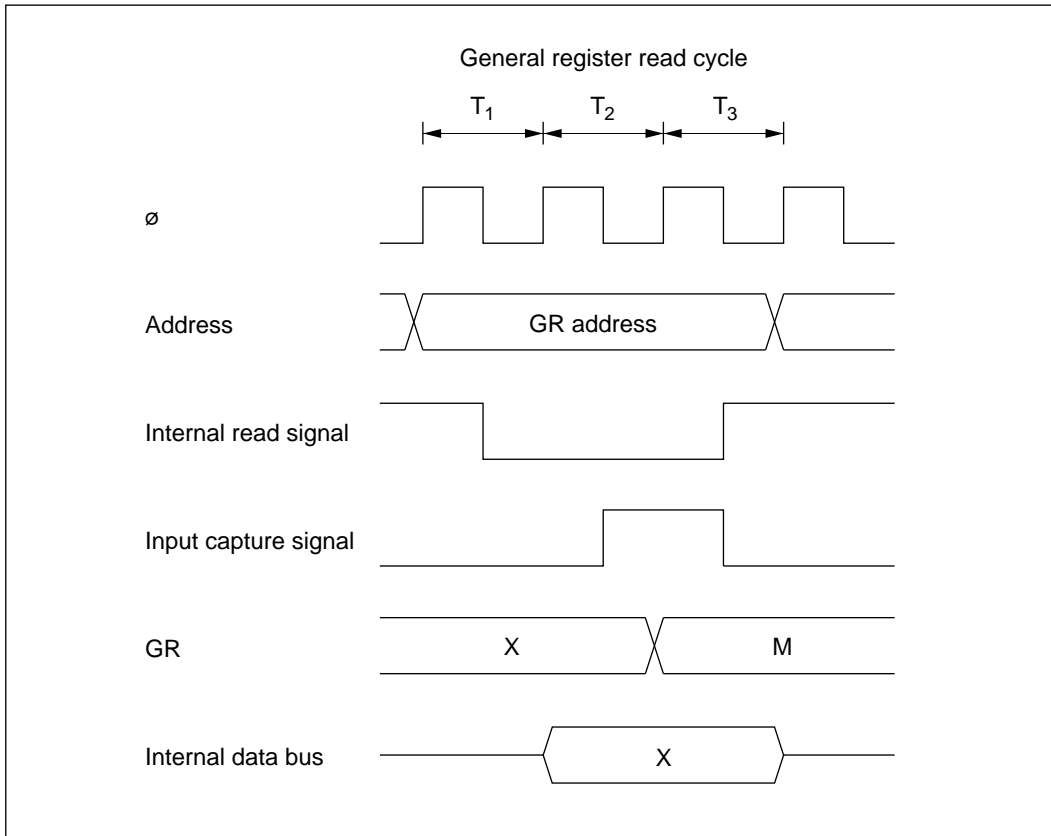 General register read cycle
T1 T2 T3
ø
Address GR address
Internal read signal
Input capture signal
GR X M
Internal data bus X